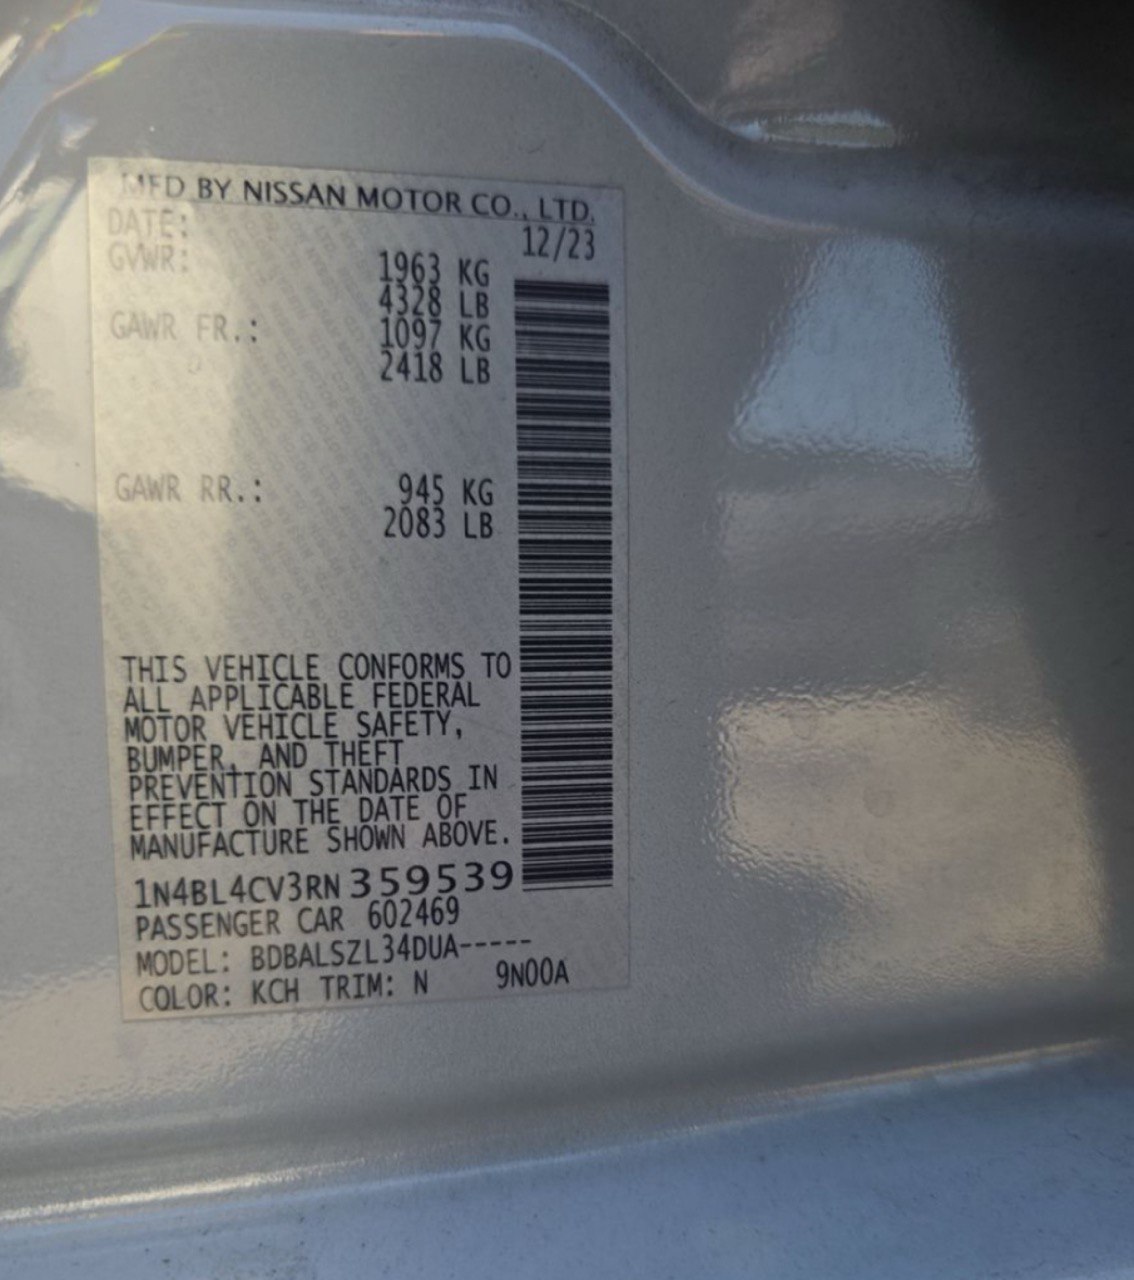 MFD BY NISSAN MOTOR CO., LTD.
DATE: 12/23
GVWR: 1963 KG
4328 LB
GAWR FR.: 1097 KG
2418 LB
GAWR RR.: 945 KG
2083 LB
THIS VEHICLE CONFORMS TO
ALL APPLICABLE FEDERAL
MOTOR VEHICLE SAFETY,
BUMPER, AND THEFT
PREVENTION STANDARDS IN
EFFECT ON THE DATE OF
MANUFACTURE SHOWN ABOVE.
1N4BL4CV3RN359539
PASSENGER CAR 602469
MODEL: BDBALSZL34DUA-----
COLOR: KCH TRIM: N 9N00A